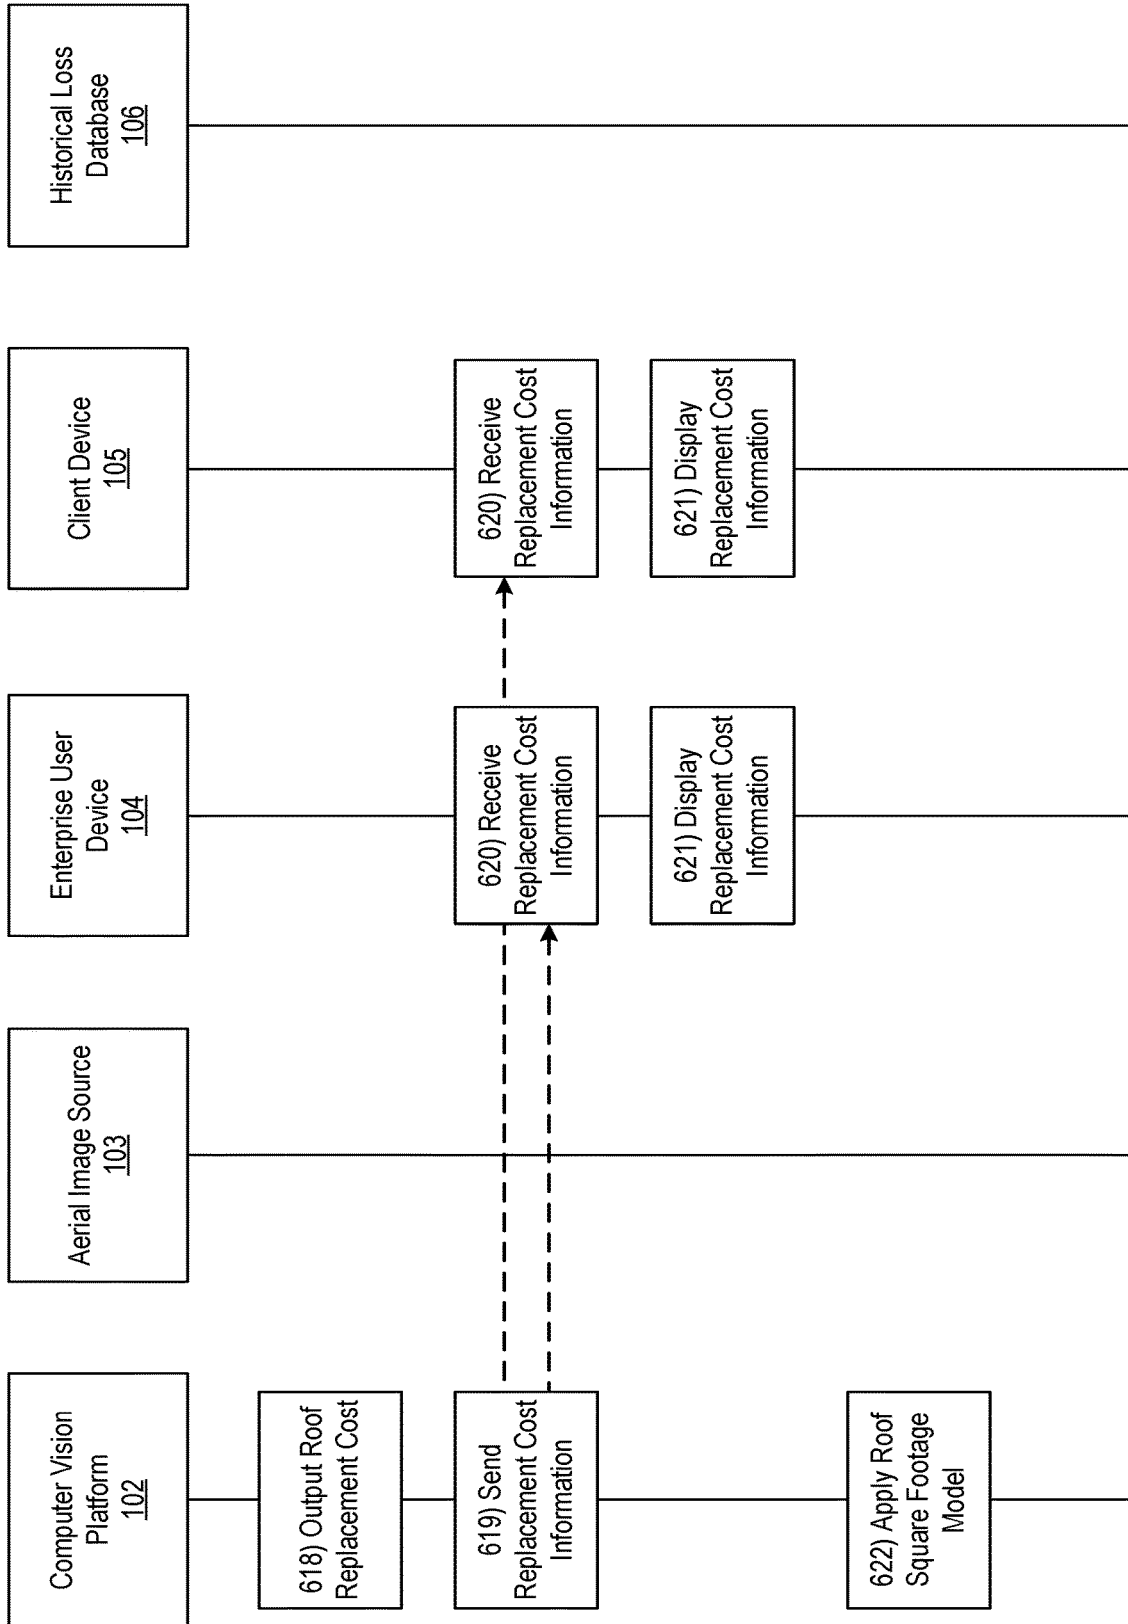 Computer Vision
Platform
102
Aerial Image Source
103
Enterprise User
Device
104
Client Device
105
Historical Loss
Database
106
618) Output Roof
Replacement Cost
619) Send
Replacement Cost
Information
620) Receive
Replacement Cost
Information
620) Receive
Replacement Cost
Information
621) Display
Replacement Cost
Information
621) Display
Replacement Cost
Information
622) Apply Roof
Square Footage
Model